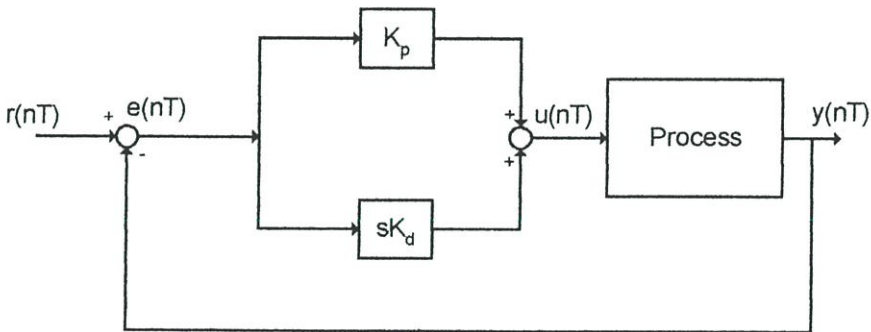 K_p
r(nT)
+
e(nT)
-
+
+
u(nT)
Process
y(nT)
sK_d